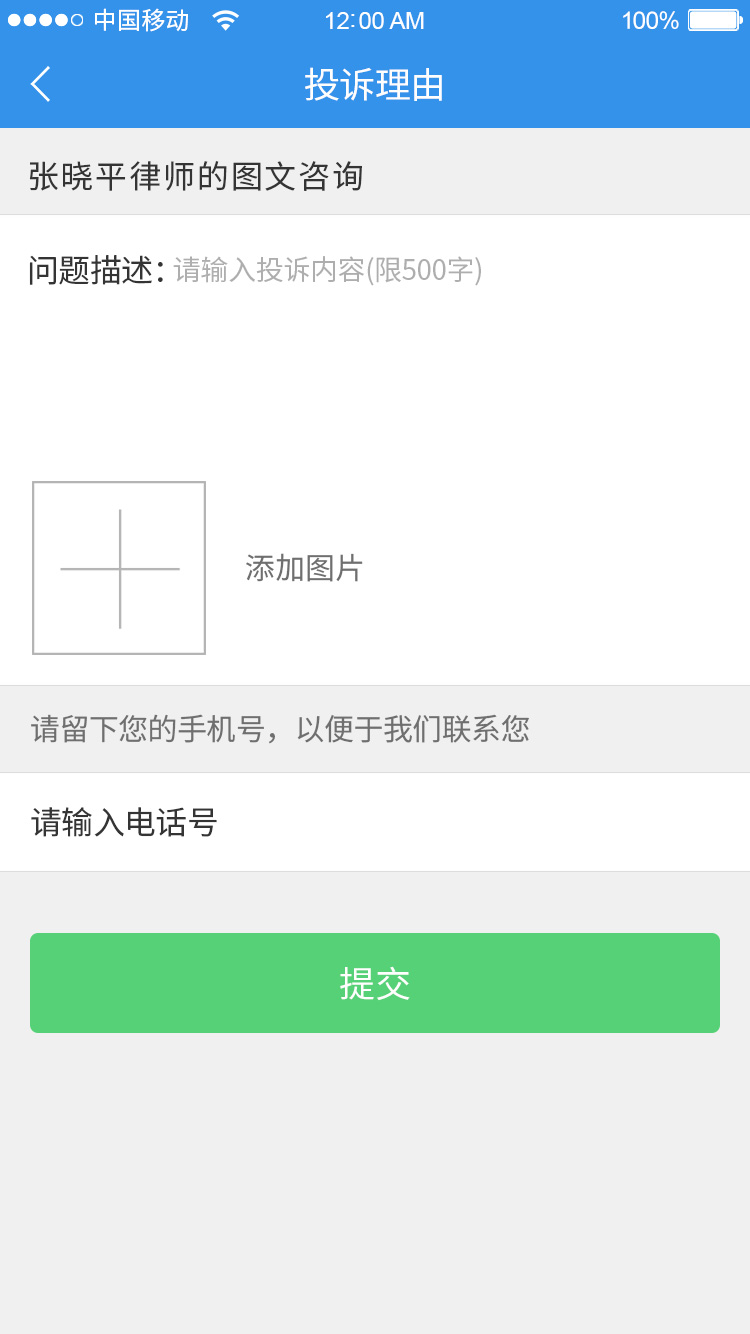 中国移动 12:00 AM 100%
投诉理由
张晓平律师的图文咨询
问题描述：请输入投诉内容(限500字)
添加图片
请留下您的手机号，以便于我们联系您
请输入电话号
提交